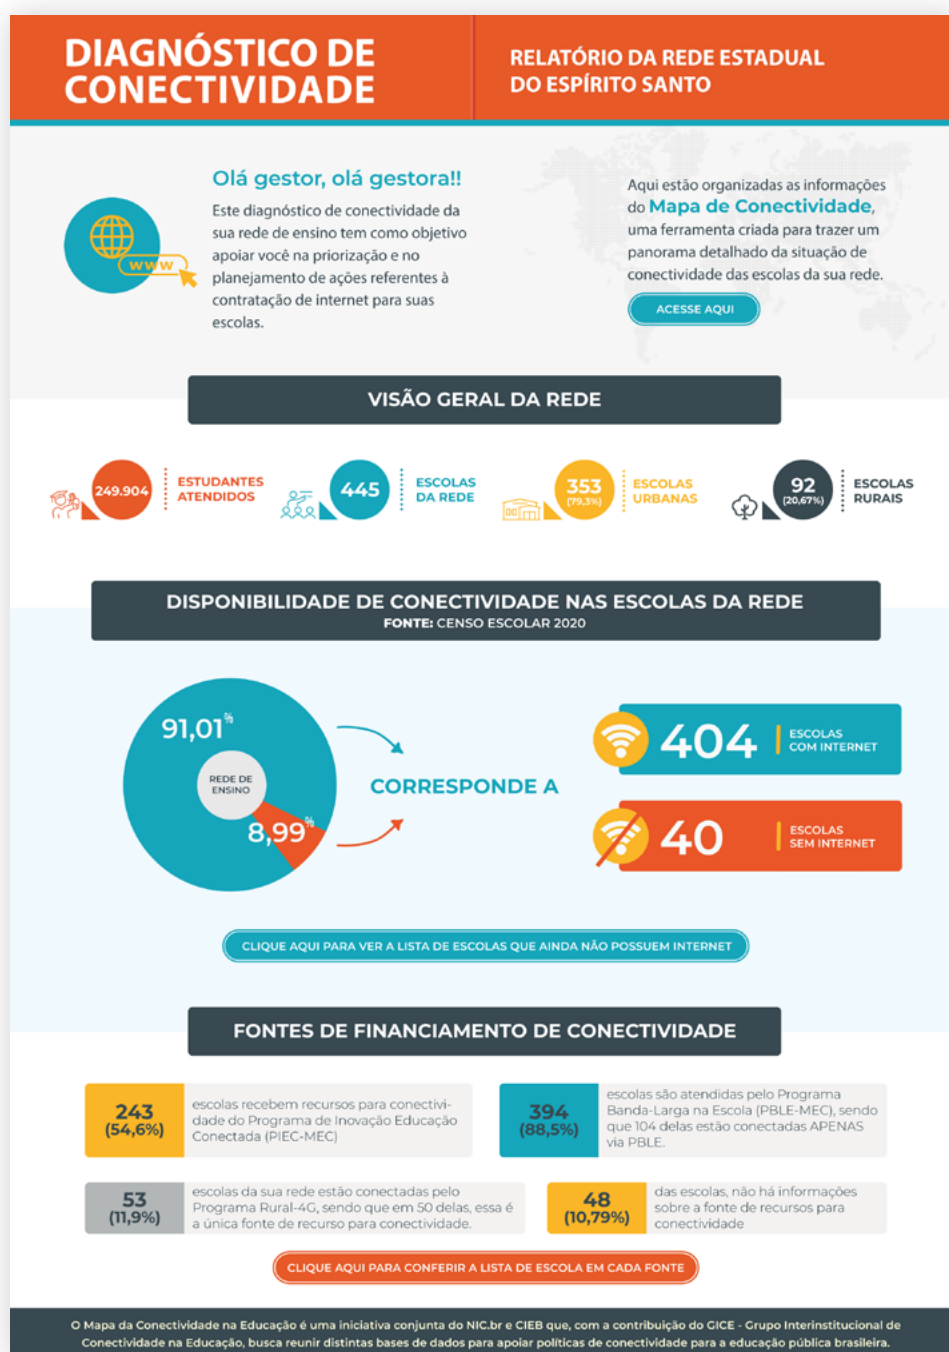 DIAGNÓSTICO DE
CONECTIVIDADE
RELATÓRIO DA REDE ESTADUAL
DO ESPÍRITO SANTO
Olá gestor, olá gestora!!
Este diagnóstico de conectividade da
sua rede de ensino tem como objetivo
apoiar você na priorização e no
planejamento de ações referentes à
contratação de internet para suas
escolas.
www
Aqui estão organizadas as informações
do Mapa de Conectividade,
uma ferramenta criada para trazer um
panorama detalhado da situação de
conectividade das escolas da sua rede.
ACESSE AQUI
VISÃO GERAL DA REDE
249.904
ESTUDANTES
ATENDIDOS
445
ESCOLAS
DA REDE
353
(79,3%)
ESCOLAS
URBANAS
92
(20,67%)
ESCOLAS
RURAIS
DISPONIBILIDADE DE CONECTIVIDADE NAS ESCOLAS DA REDE
FONTE: CENSO ESCOLAR 2020
91,01%
REDE DE
ENSINO
8,99%
CORRESPONDE A
404
ESCOLAS
COM INTERNET
40
ESCOLAS
SEM INTERNET
CLIQUE AQUI PARA VER A LISTA DE ESCOLAS QUE AINDA NÃO POSSUEM INTERNET
FONTES DE FINANCIAMENTO DE CONECTIVIDADE
243
(54,6%)
escolas recebem recursos para conectivi-
dade do Programa de Inovação Educação
Conectada (PIEC-MEC)
394
(88,5%)
escolas são atendidas pelo Programa
Banda-Larga na Escola (PBLE-MEC), sendo
que 104 delas estão conectadas APENAS
via PBLE.
53
(11,9%)
escolas da sua rede estão conectadas pelo
Programa Rural-4G, sendo que em 50 delas, essa é
a única fonte de recurso para conectividade.
48
(10,79%)
das escolas, não há informações
sobre a fonte de recursos para
conectividade
CLIQUE AQUI PARA CONFERIR A LISTA DE ESCOLA EM CADA FONTE
O Mapa da Conectividade na Educação é uma iniciativa conjunta do NIC.br e CIEB que, com a contribuição do GICE - Grupo Interinstitucional de
Conectividade na Educação, busca reunir distintas bases de dados para apoiar políticas de conectividade para a educação pública brasileira.